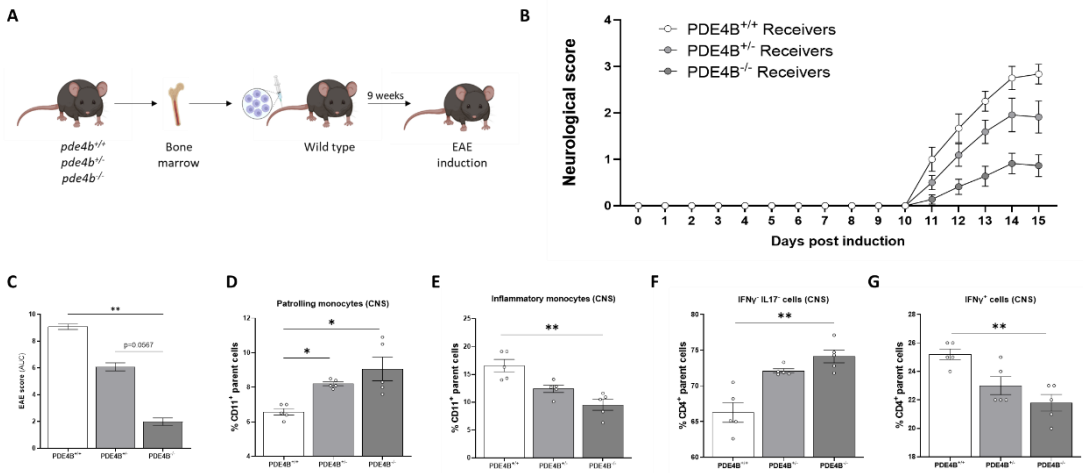 A
pde4b+/+
pde4b+/-
pde4b-/-
Bone
marrow
Wild type
9 weeks
EAE
induction
B
Neurological score
3
2
1
0
PDE4B+/+ Receivers
PDE4B+/- Receivers
PDE4B-/- Receivers
0 1 2 3 4 5 6 7 8 9 10 11 12 13 14 15
Days post induction
C
EAE score (AUC)
10
8
6
4
2
0
**
p=0.0567
PDE4B+/+ PDE4B+/- PDE4B-/-
D
Patrolling monocytes (CNS)
% CD11+ parent cells
12
10
8
6
*
*
PDE4B+/+ PDE4B+/- PDE4B-/-
E
Inflammatory monocytes (CNS)
% CD11+ parent cells
25
20
15
10
5
0
**
PDE4B+/+ PDE4B+/- PDE4B-/-
F
IFNγ- IL17- cells (CNS)
% CD4+ parent cells
80
75
70
65
60
**
PDE4B+/+ PDE4B+/- PDE4B-/-
G
IFNγ+ cells (CNS)
% CD4+ parent cells
28
26
24
22
20
18
**
PDE4B+/+ PDE4B+/- PDE4B-/-